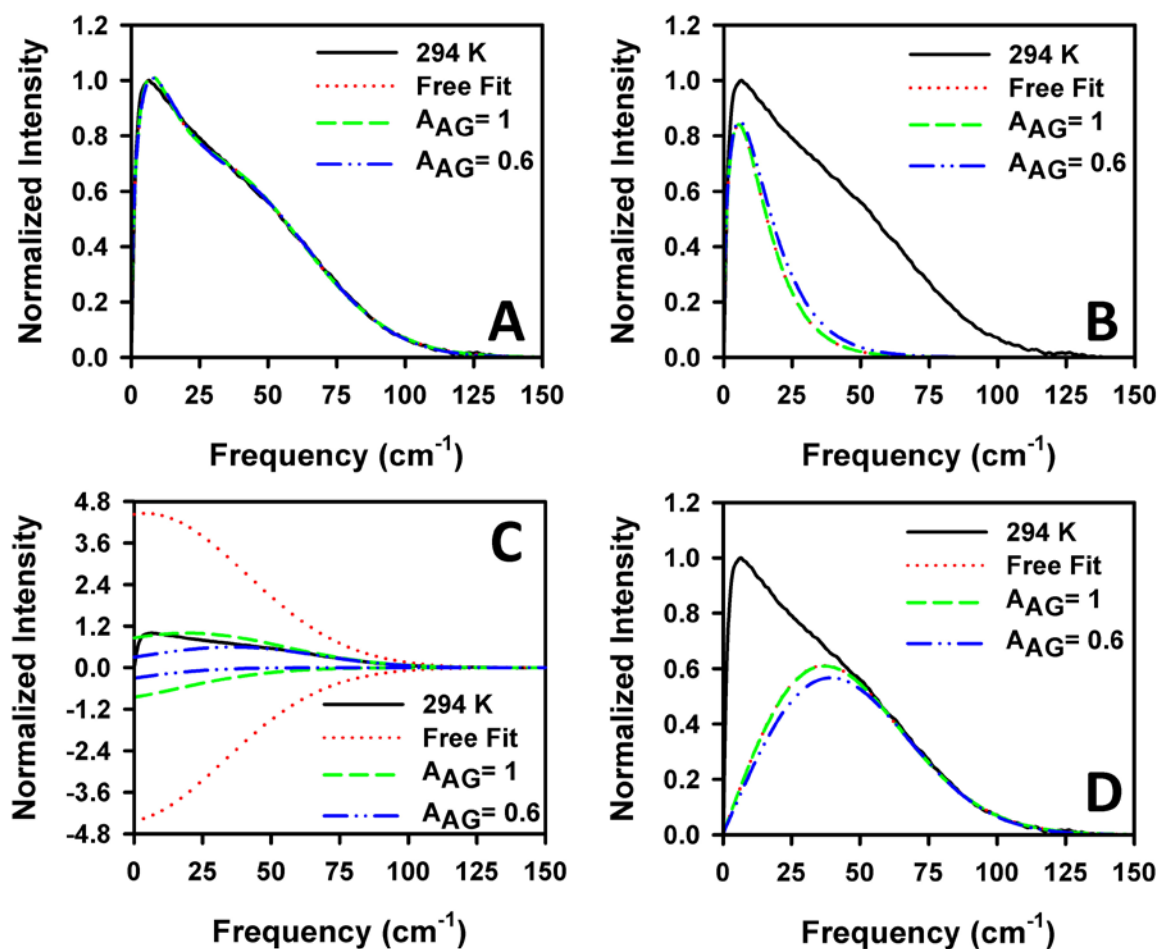 1.2
1.0
0.8
0.6
0.4
0.2
0.0
Normalized Intensity
294 K
Free Fit
A_AG= 1
A_AG= 0.6
A
0 25 50 75 100 125 150
Frequency (cm⁻¹)
1.2
1.0
0.8
0.6
0.4
0.2
0.0
Normalized Intensity
294 K
Free Fit
A_AG= 1
A_AG= 0.6
B
0 25 50 75 100 125 150
Frequency (cm⁻¹)
4.8
3.6
2.4
1.2
0.0
-1.2
-2.4
-3.6
-4.8
Normalized Intensity
C
294 K
Free Fit
A_AG= 1
A_AG= 0.6
0 25 50 75 100 125 150
Frequency (cm⁻¹)
1.2
1.0
0.8
0.6
0.4
0.2
0.0
Normalized Intensity
294 K
Free Fit
A_AG= 1
A_AG= 0.6
D
0 25 50 75 100 125 150
Frequency (cm⁻¹)